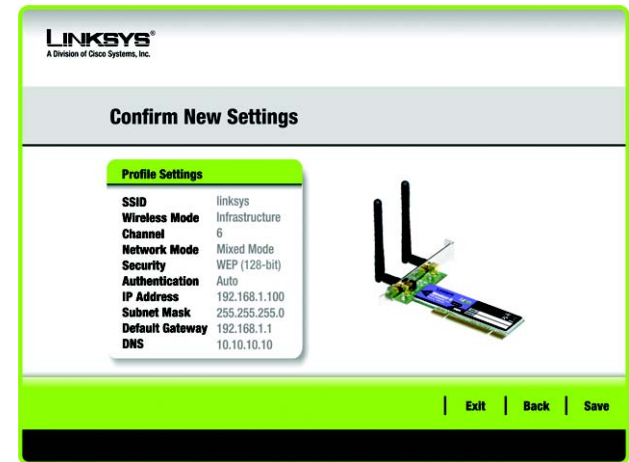 LINKSYS®
A Division of Cisco Systems, Inc.
Confirm New Settings
Profile Settings
SSID linksys
Wireless Mode Infrastructure
Channel 6
Network Mode Mixed Mode
Security WEP (128-bit)
Authentication Auto
IP Address 192.168.1.100
Subnet Mask 255.255.255.0
Default Gateway 192.168.1.1
DNS 10.10.10.10
Exit | Back | Save